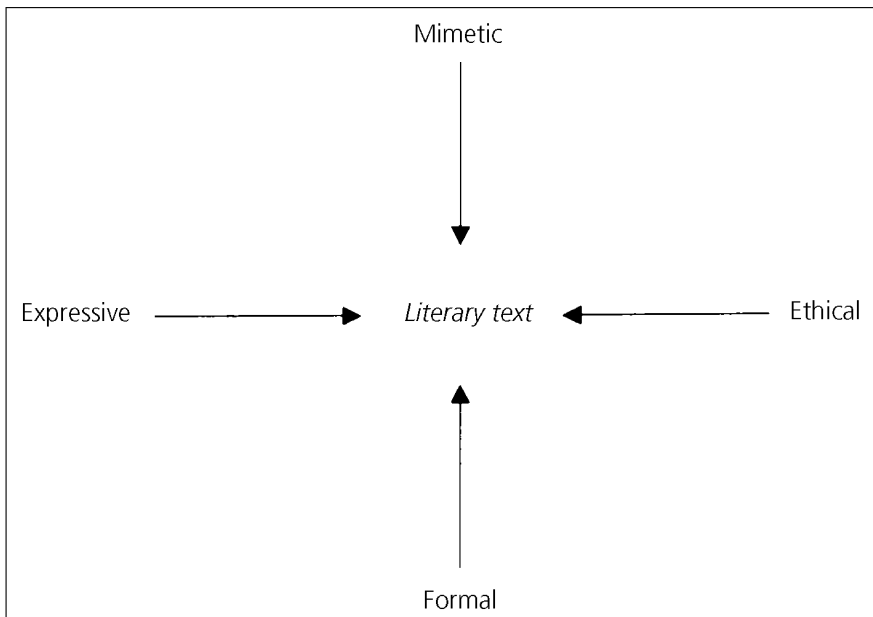 Mimetic
Expressive
Literary text
Ethical
Formal